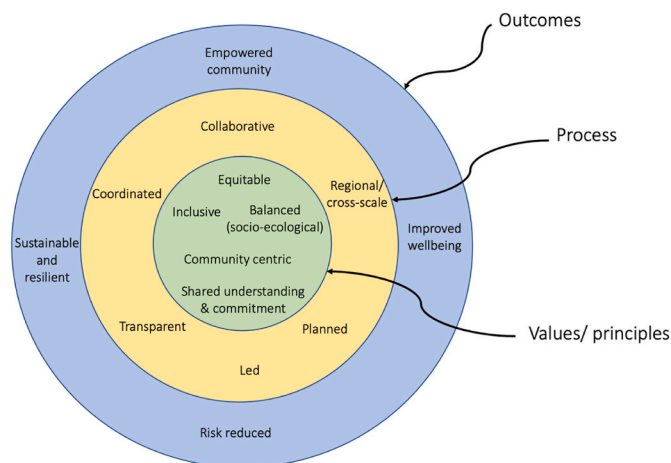 Outcomes
Empowered
community
Process
Collaborative
Equitable
Coordinated
Regional/
cross-scale
Inclusive
Balanced
(socio-ecological)
Sustainable
and
resilient
Improved
wellbeing
Community centric
Shared understanding
& commitment
Values/ principles
Transparent
Planned
Led
Risk reduced